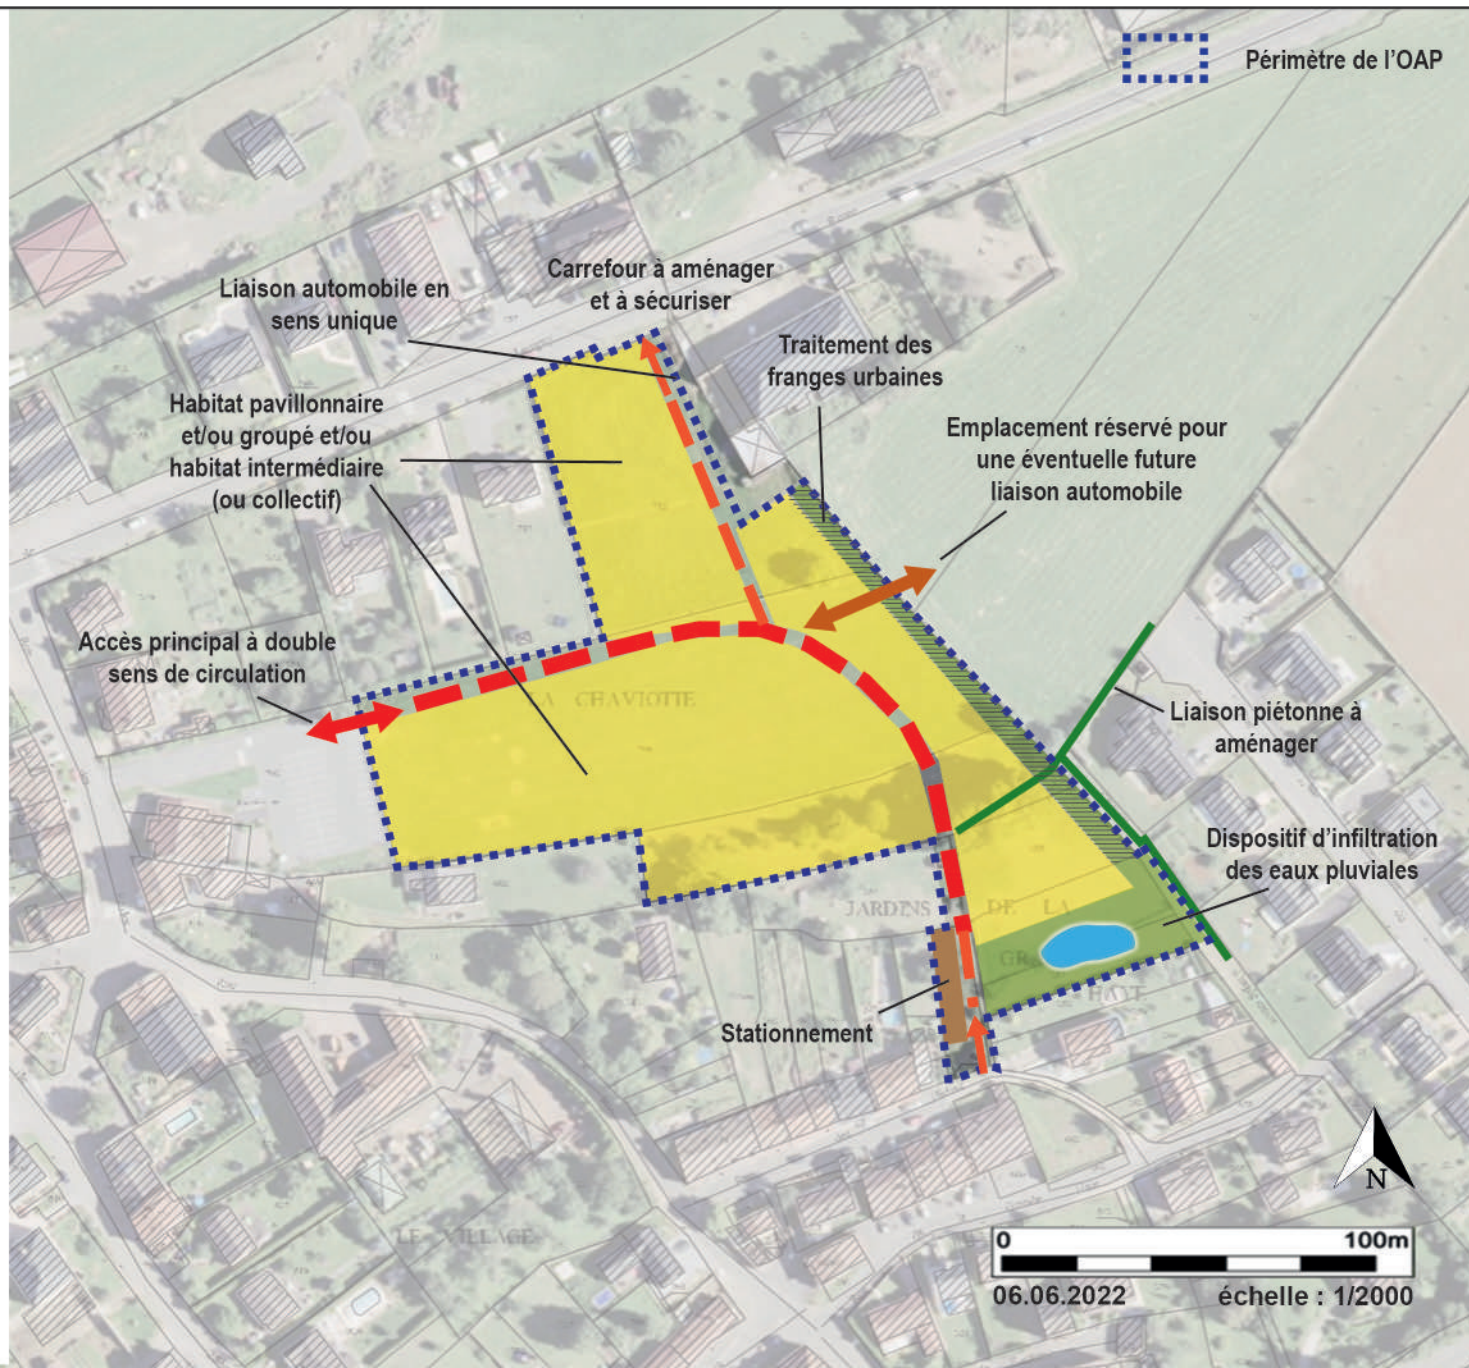 Périmètre de l'OAP
Carrefour à aménager
et à sécuriser
Liaison automobile en
sens unique
Traitement des
franges urbaines
Habitat pavillonnaire
et/ou groupé et/ou
habitat intermédiaire
(ou collectif)
Emplacement réservé pour
une éventuelle future
liaison automobile
Accès principal à double
sens de circulation
LA CHAVIOTTE
Liaison piétonne à
aménager
Dispositif d'infiltration
des eaux pluviales
JARDINS DE LA
Stationnement
LE VILLAGE
N
0 100m
06.06.2022 échelle : 1/2000